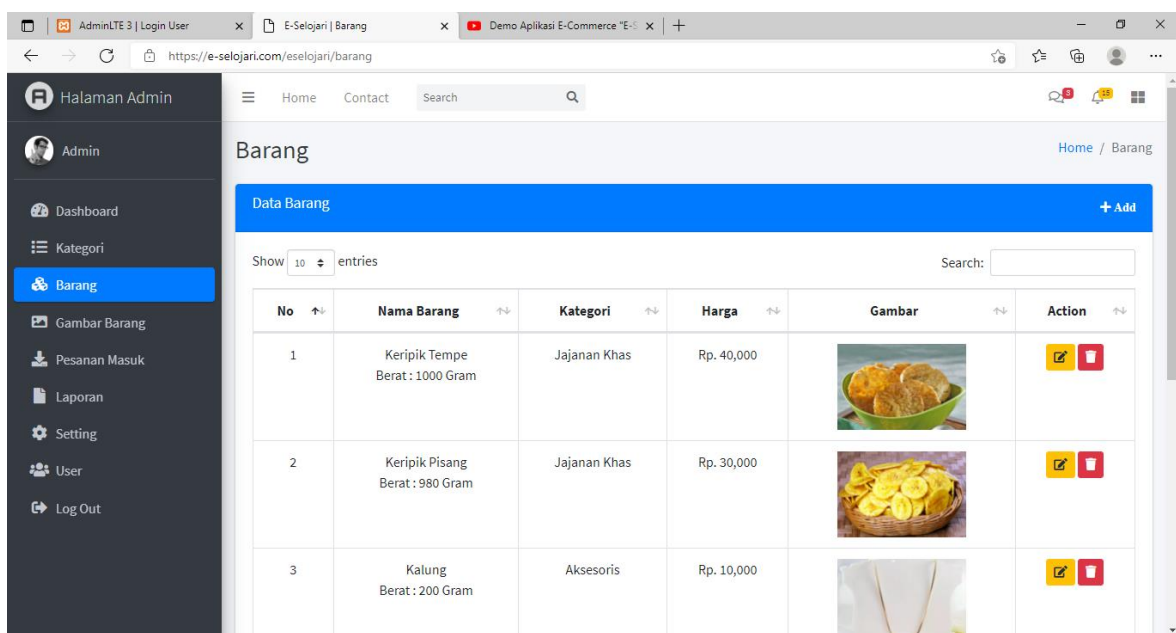 AdminLTE 3 | Login User
E-Selojari | Barang
Demo Aplikasi E-Commerce "E-S
https://e-selojari.com/eselojari/barang
Halaman Admin
Home Contact Search
3
15
Admin
Barang
Home / Barang
Dashboard
Kategori
Barang
Gambar Barang
Pesanan Masuk
Laporan
Setting
User
Log Out
Data Barang
Add
Show 10 entries
Search:
No Nama Barang Kategori Harga Gambar Action
1 Keripik Tempe Jajanan Khas Rp. 40,000
Berat : 1000 Gram
2 Keripik Pisang Jajanan Khas Rp. 30,000
Berat : 980 Gram
3 Kalung Aksesoris Rp. 10,000
Berat : 200 Gram